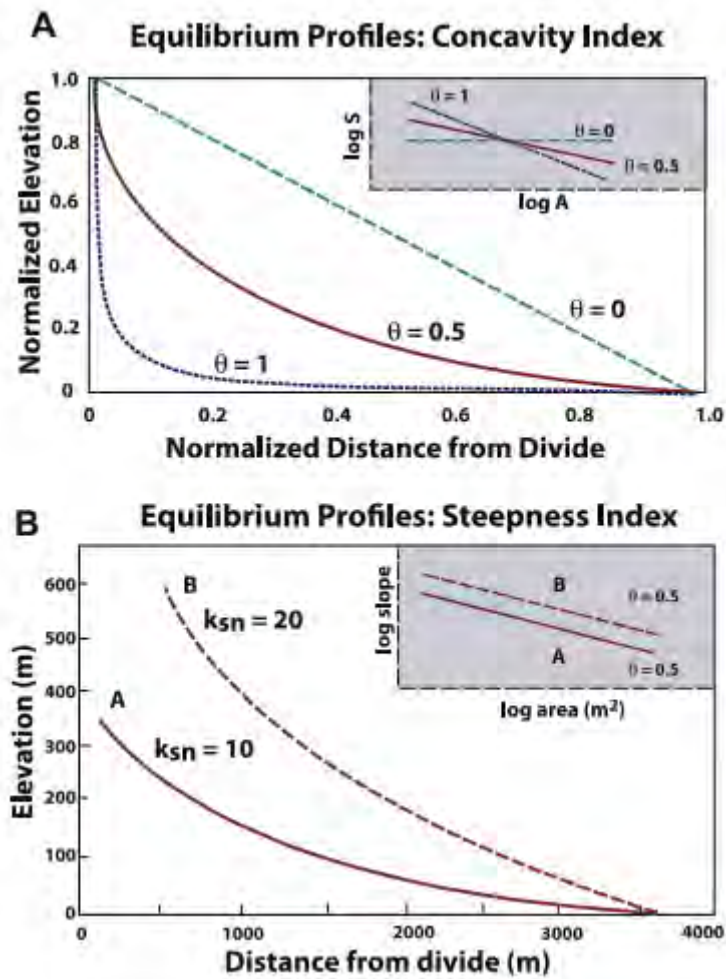 A
Equilibrium Profiles: Concavity Index
Normalized Elevation
1.0
0.8
0.6
0.4
0.2
0
θ = 1
θ = 0.5
θ = 0
log S
θ = 1
θ = 0
θ = 0.5
log A
0
0.2
0.4
0.6
0.8
1.0
Normalized Distance from Divide
B
Equilibrium Profiles: Steepness Index
Elevation (m)
600
500
400
300
200
100
0
B
ksn = 20
A
ksn = 10
log slope
B
θ = 0.5
A
θ = 0.5
log area (m²)
0
1000
2000
3000
4000
Distance from divide (m)